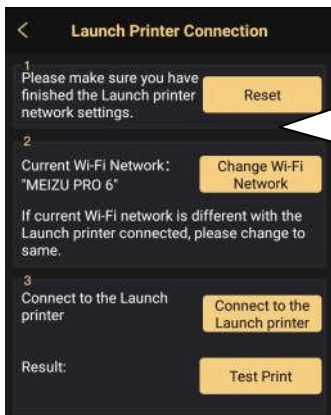 Launch Printer Connection
1
Please make sure you have
finished the Launch printer
network settings.
Reset
2
Current Wi-Fi Network:
"MEIZU PRO 6"
Change Wi-Fi
Network
If current Wi-Fi network is different with the
Launch printer connected, please change to
same.
3
Connect to the Launch
printer
Connect to the
Launch printer
Result:
Test Print